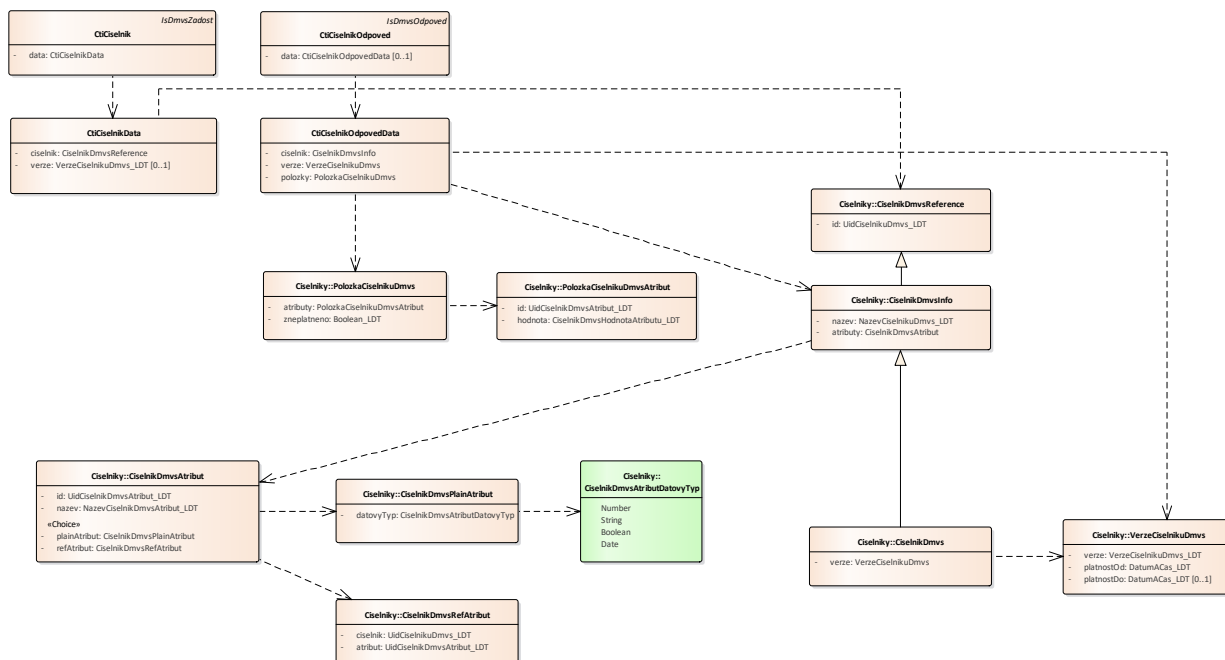 IsDmvsZadost
CtiCiselnik
- data: CtiCiselnikData
IsDmvsOdpoved
CtiCiselnikOdpoved
- data: CtiCiselnikOdpovedData [0..1]
CtiCiselnikData
- ciselnik: CiselnikDmvsReference
- verze: VerzeCiselnikuDmvs_LDT [0..1]
CtiCiselnikOdpovedData
- ciselnik: CiselnikDmvsInfo
- verze: VerzeCiselnikuDmvs
- polozky: PolozkaCiselnikuDmvs
Ciselniky::CiselnikDmvsReference
- id: UidCiselnikuDmvs_LDT
Ciselniky::PolozkaCiselnikuDmvs
- atributy: PolozkaCiselnikuDmvsAtribut
- zneplatneno: Boolean_LDT
Ciselniky::PolozkaCiselnikuDmvsAtribut
- id: UidCiselnikDmvsAtribut_LDT
- hodnota: CiselnikDmvsHodnotaAtributu_LDT
Ciselniky::CiselnikDmvsInfo
- nazev: NazevCiselnikuDmvs_LDT
- atributy: CiselnikDmvsAtribut
Ciselniky::CiselnikDmvsAtribut
- id: UidCiselnikDmvsAtribut_LDT
- nazev: NazevCiselnikDmvsAtribut_LDT
«Choice»
- plainAtribut: CiselnikDmvsPlainAtribut
- refAtribut: CiselnikDmvsRefAtribut
Ciselniky::CiselnikDmvsPlainAtribut
- datovyTyp: CiselnikDmvsAtributDatovyTyp
Ciselniky::
CiselnikDmvsAtributDatovyTyp
Number
String
Boolean
Date
Ciselniky::CiselnikDmvs
- verze: VerzeCiselnikuDmvs
Ciselniky::VerzeCiselnikuDmvs
- verze: VerzeCiselnikuDmvs_LDT
- platnostOd: DatumACas_LDT
- platnostDo: DatumACas_LDT [0..1]
Ciselniky::CiselnikDmvsRefAtribut
- ciselnik: UidCiselnikuDmvs_LDT
- atribut: UidCiselnikDmvsAtribut_LDT